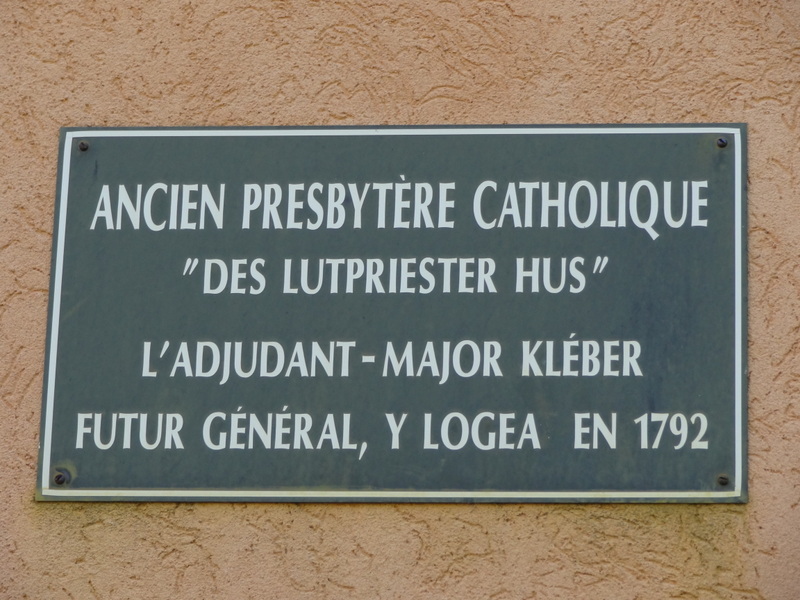 ANCIEN PRESBYTÈRE CATHOLIQUE
"DES LUTPRIESTER HUS"
L'ADJUDANT-MAJOR KLÉBER
FUTUR GÉNÉRAL, Y LOGEA EN 1792